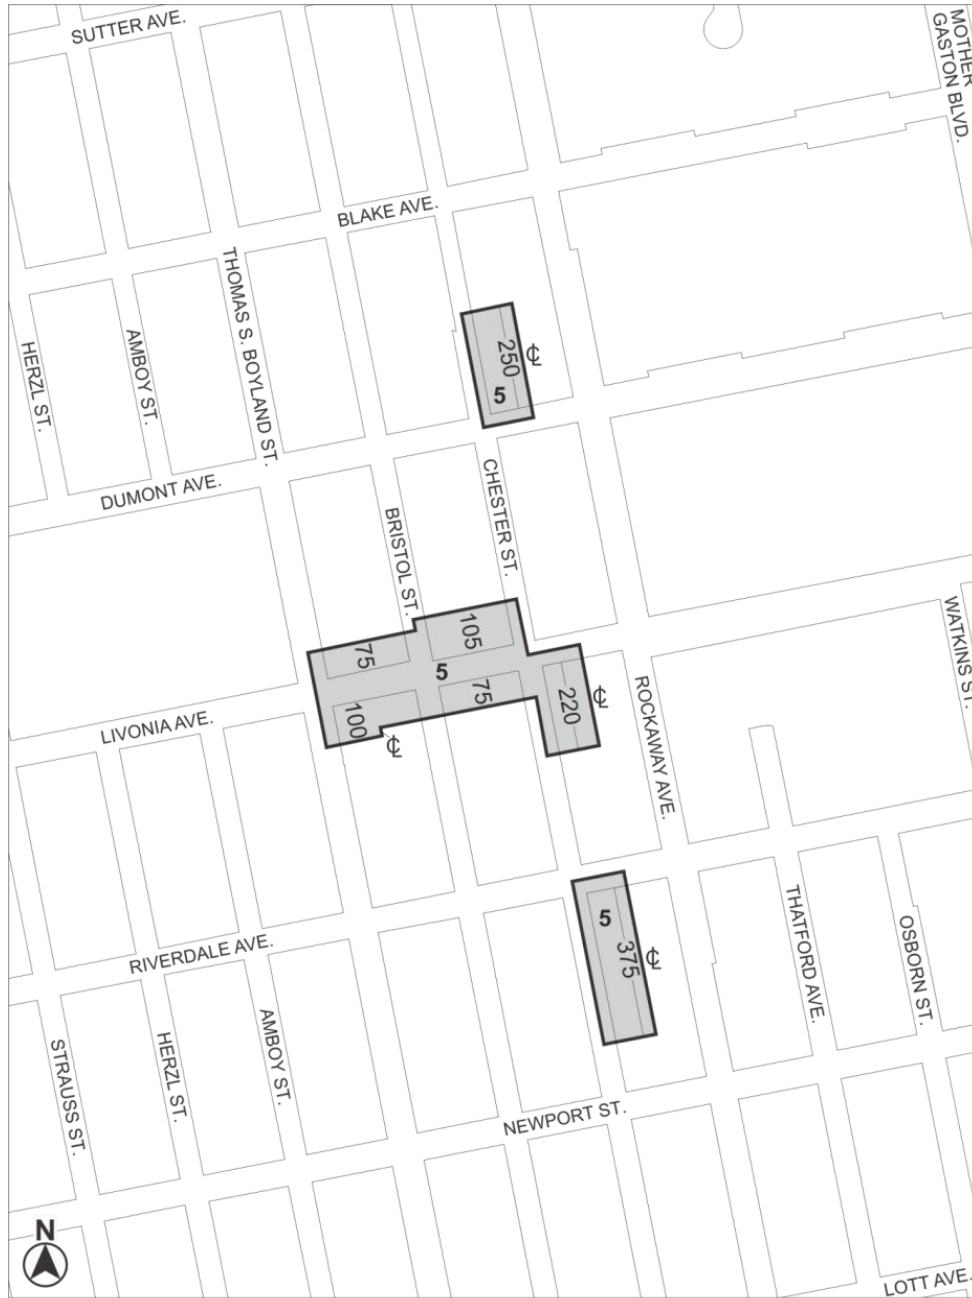 SUTTER AVE.
MOTHER
GASTON BLVD.
BLAKE AVE.
THOMAS S. BOYLAND ST.
HERZL ST.
AMBOY ST.
250
℄
5
DUMONT AVE.
CHESTER ST.
BRISTOL ST.
WATKINS ST.
105
75
5
75
220
℄
100
℄
LIVONIA AVE.
ROCKAWAY AVE.
5
375
℄
THATFORD AVE.
OSBORN ST.
RIVERDALE AVE.
AMBOY ST.
HERZL ST.
STRAUSS ST.
NEWPORT ST.
N
LOTT AVE.